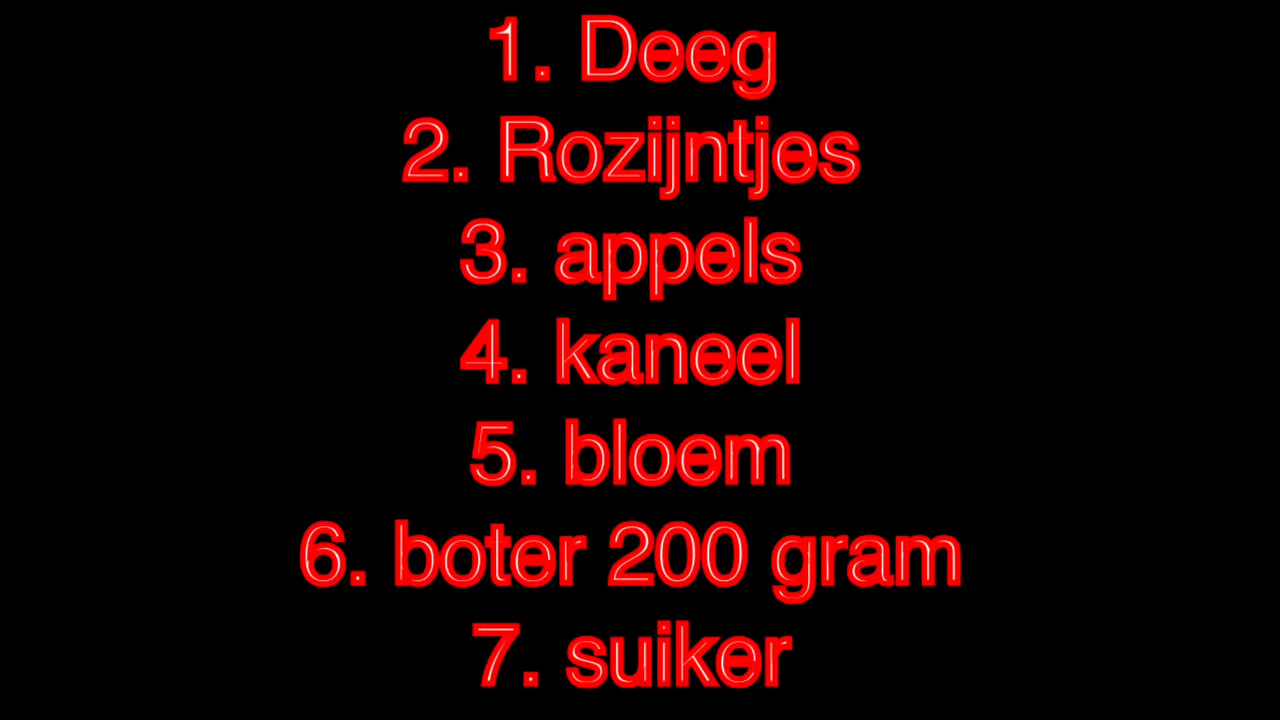 1. Deeg
2. Rozijntjes
3. appels
4. kaneel
5. bloem
6. boter 200 gram
7. suiker